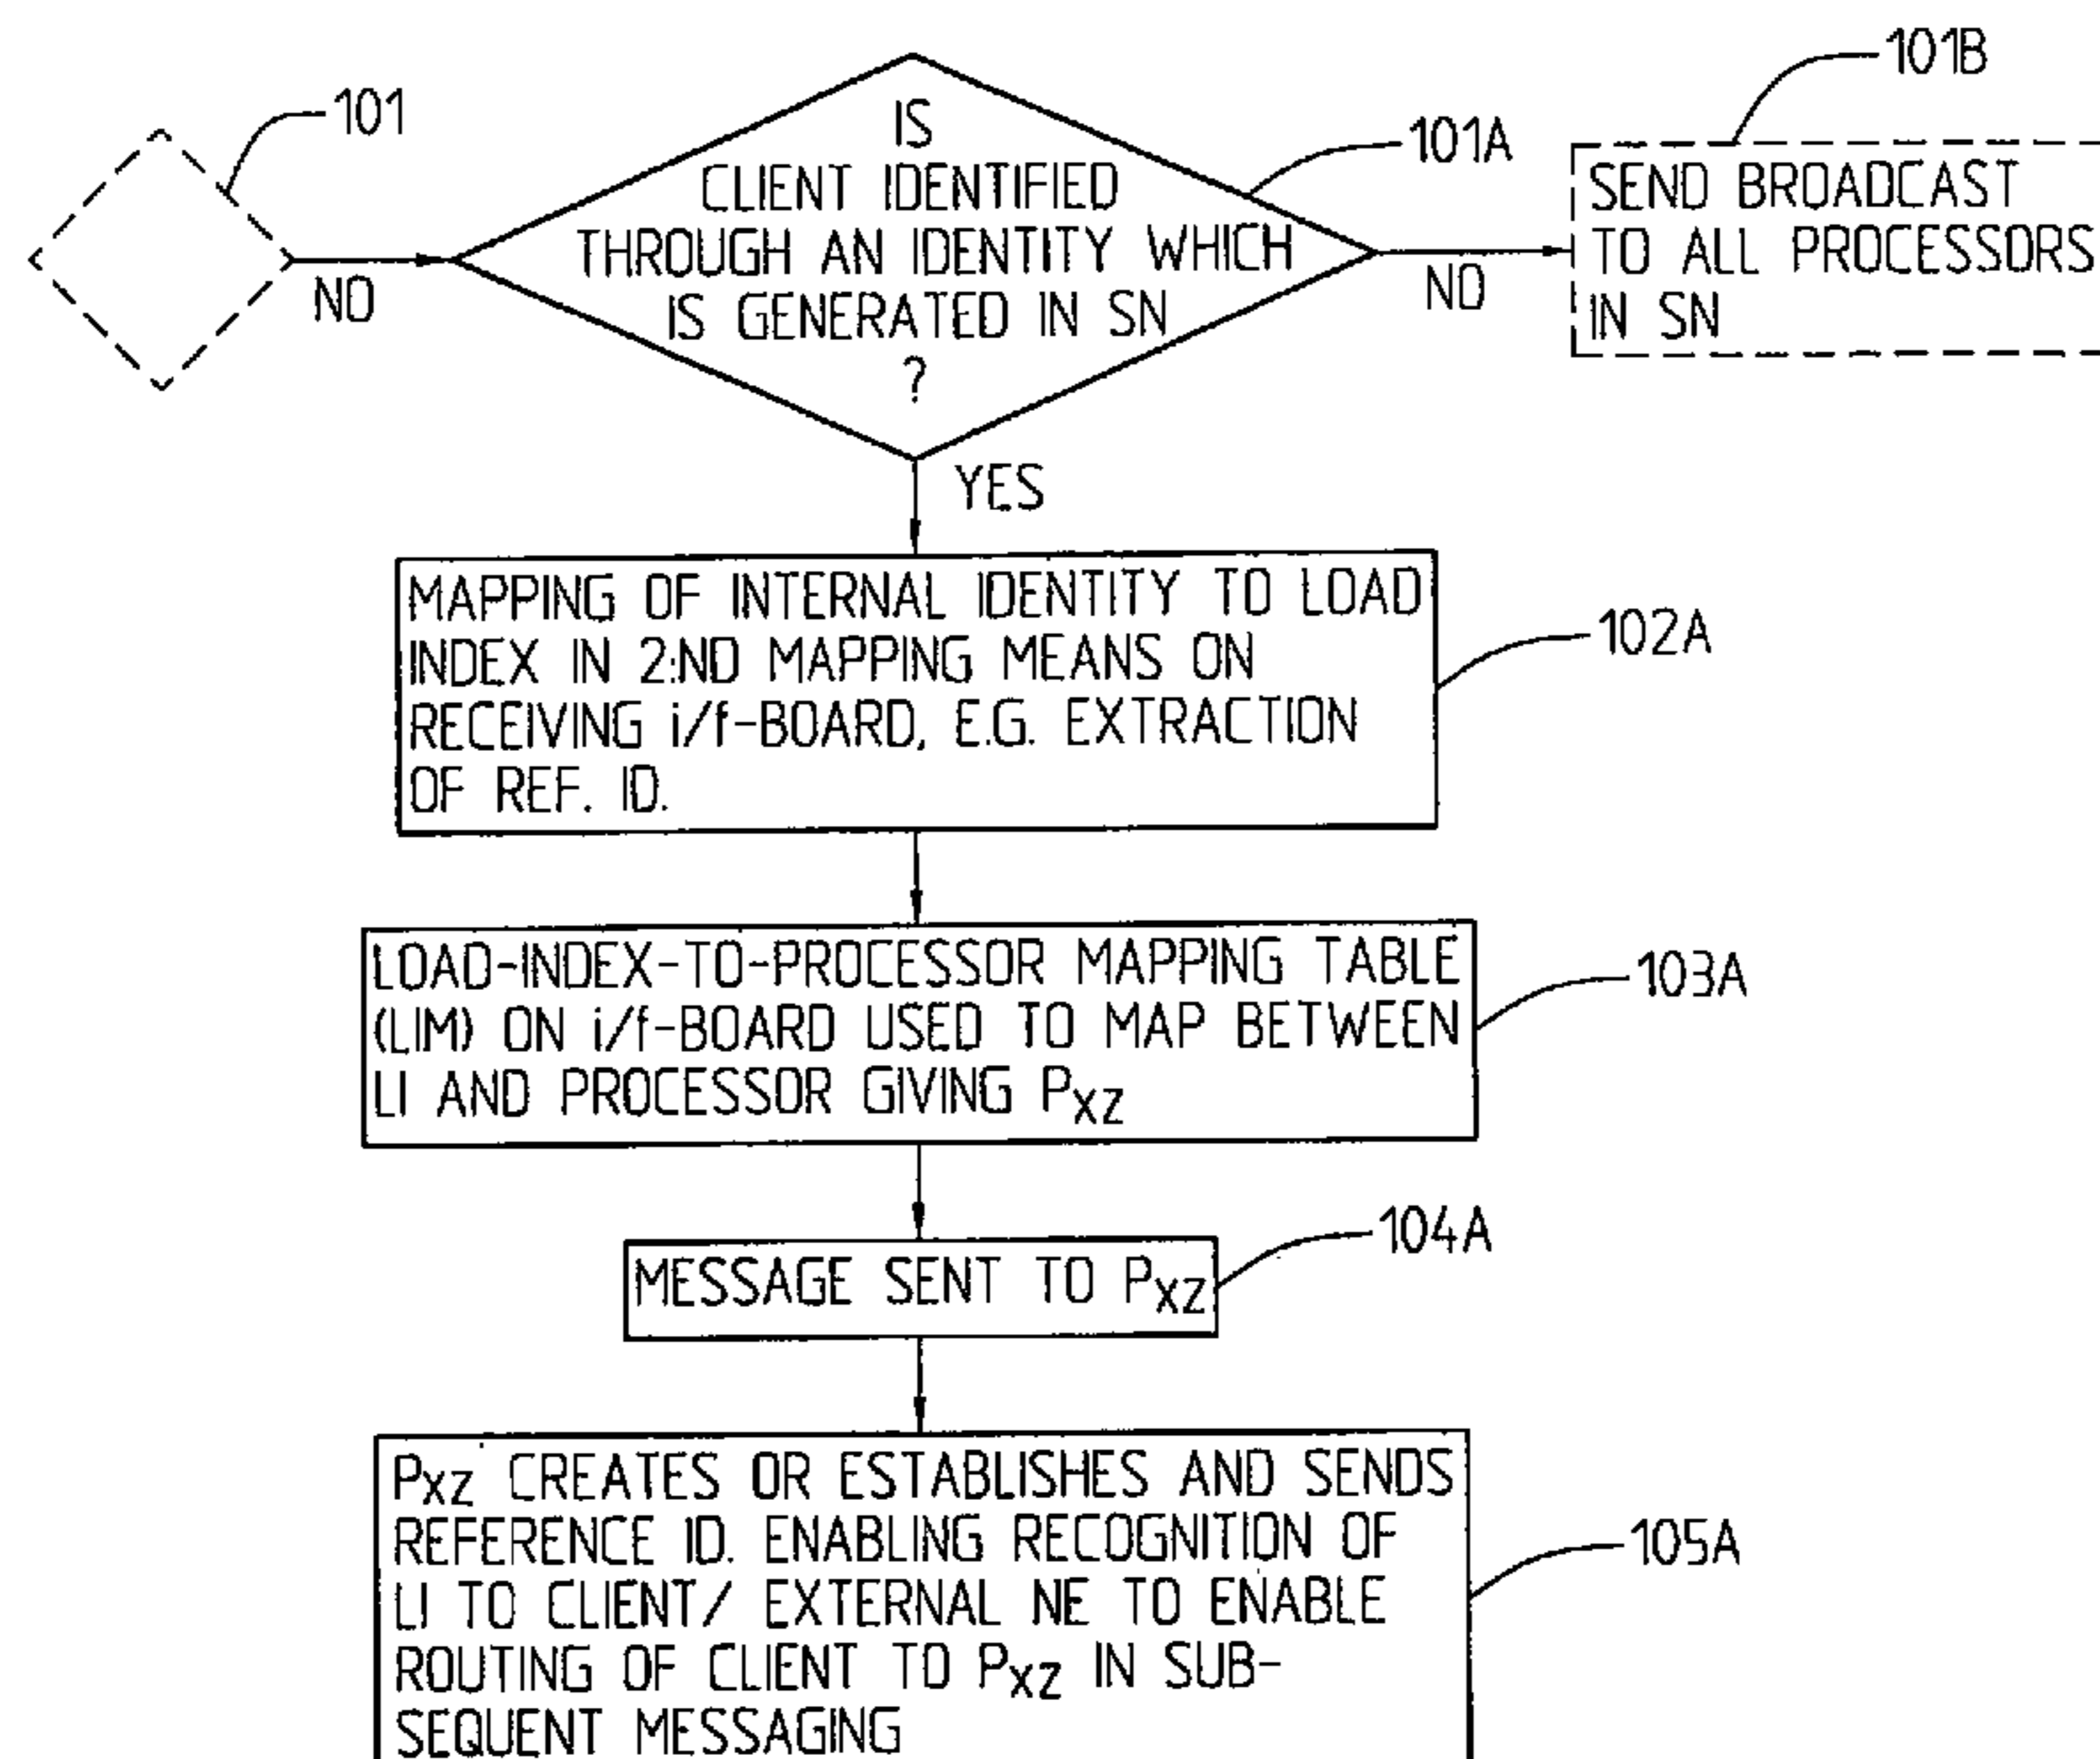 101
NO
IS
CLIENT IDENTIFIED
THROUGH AN IDENTITY WHICH
IS GENERATED IN SN
?
101A
NO
101B
SEND BROADCAST
TO ALL PROCESSORS
IN SN
YES
MAPPING OF INTERNAL IDENTITY TO LOAD
INDEX IN 2:ND MAPPING MEANS ON
RECEIVING i/f-BOARD, E.G. EXTRACTION
OF REF. ID.
102A
LOAD-INDEX-TO-PROCESSOR MAPPING TABLE
(LIM) ON i/f-BOARD USED TO MAP BETWEEN
LI AND PROCESSOR GIVING PXZ
103A
MESSAGE SENT TO PXZ
104A
PXZ CREATES OR ESTABLISHES AND SENDS
REFERENCE ID. ENABLING RECOGNITION OF
LI TO CLIENT/ EXTERNAL NE TO ENABLE
ROUTING OF CLIENT TO PXZ IN SUB-
SEQUENT MESSAGING
105A